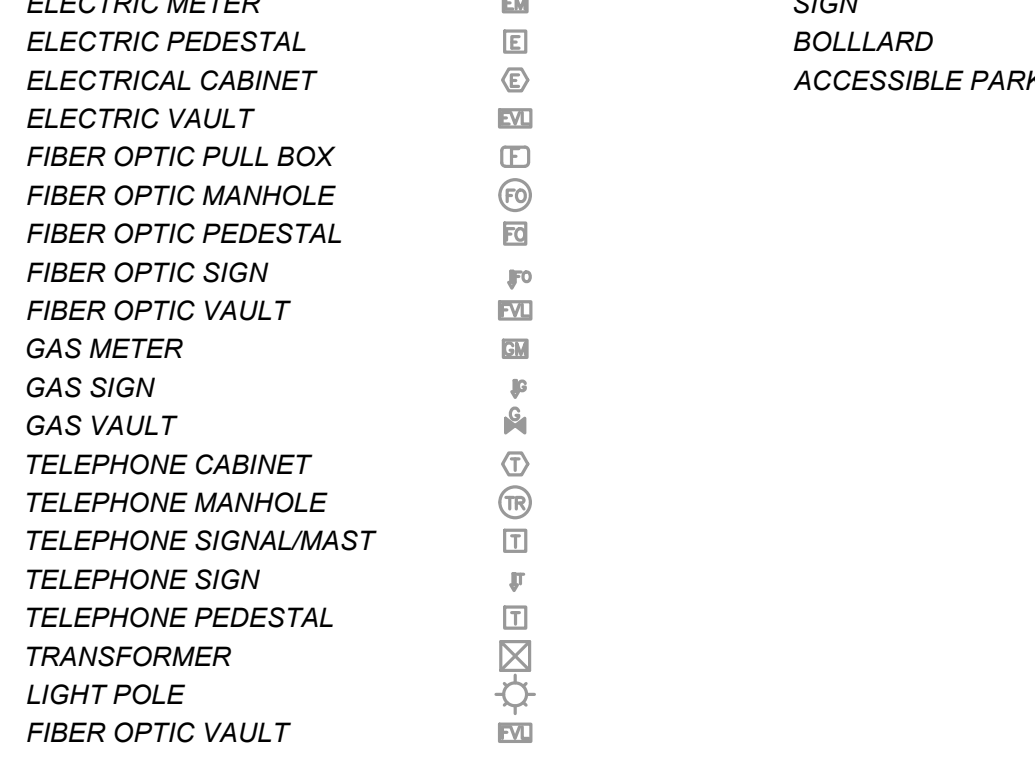 ELECTRIC METER EM SIGN
ELECTRIC PEDESTAL E BOLLLARD
ELECTRICAL CABINET E ACCESSIBLE PARK
ELECTRIC VAULT EVL
FIBER OPTIC PULL BOX F
FIBER OPTIC MANHOLE FO
FIBER OPTIC PEDESTAL FO
FIBER OPTIC SIGN FO
FIBER OPTIC VAULT FVL
GAS METER GM
GAS SIGN G
GAS VAULT G
TELEPHONE CABINET T
TELEPHONE MANHOLE TR
TELEPHONE SIGNAL/MAST T
TELEPHONE SIGN T
TELEPHONE PEDESTAL T
TRANSFORMER
LIGHT POLE
FIBER OPTIC VAULT FVL